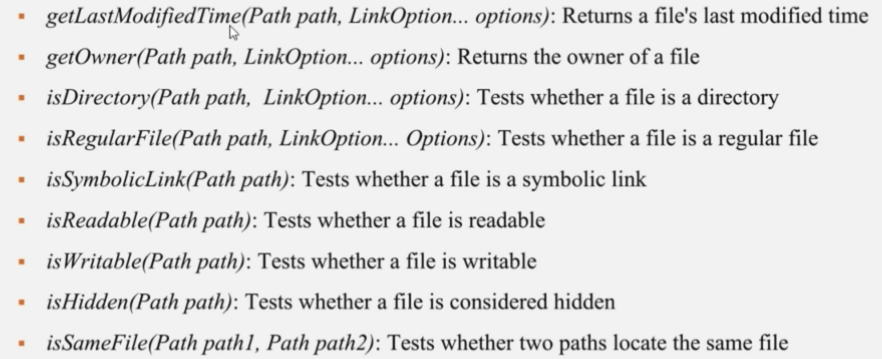 ▪ getLastModifiedTime(Path path, LinkOption... options): Returns a file's last modified time
▪ getOwner(Path path, LinkOption... options): Returns the owner of a file
▪ isDirectory(Path path, LinkOption... options): Tests whether a file is a directory
▪ isRegularFile(Path path, LinkOption... Options): Tests whether a file is a regular file
▪ isSymbolicLink(Path path): Tests whether a file is a symbolic link
▪ isReadable(Path path): Tests whether a file is readable
▪ isWritable(Path path): Tests whether a file is writable
▪ isHidden(Path path): Tests whether a file is considered hidden
▪ isSameFile(Path path1, Path path2): Tests whether two paths locate the same file